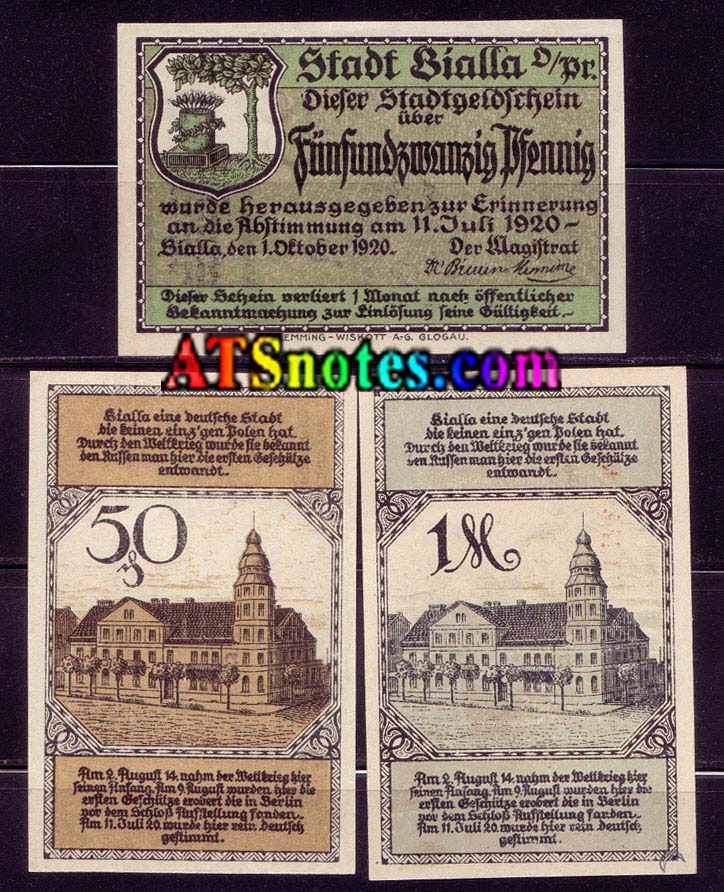 Stadt Bialla O/Pr.
Dieser Stadtgeldschein
über
Fünfundzwanzig Pfennig
wurde herausgegeben zur Erinnerung
an die Abstimmung am 11. Juli 1920 –
Bialla, den 1. Oktober 1920. Der Magistrat
Dieser Schein verliert 1 Monat nach öffentlicher
Bekanntmachung zur Einlösung seine Gültigkeit.–
FLEMMING-WISKOTT A-G. GLOGAU.
ATSnotes.com
Bialla eine deutsche Stadt
die keinen einz'gen Polen hat.
Durch den Weltkrieg wurde sie bekannt
den Russen man hier die ersten Geschütze
entwandt.
50
Am 2. August 14. nahm der Weltkrieg hier
seinen Anfang. Am 9. August wurden hier die
ersten Geschütze erobert die in Berlin
vor dem Schloß Aufstellung fanden.
Am 11. Juli 20. wurde hier rein deutsch
gestimmt.
Bialla eine deutsche Stadt
die keinen einz'gen Polen hat.
Durch den Weltkrieg wurde sie bekannt
den Russen man hier die ersten Geschütze
entwandt.
1 M
Am 2. August 14. nahm der Weltkrieg hier
seinen Anfang. Am 9. August wurden hier die
ersten Geschütze erobert die in Berlin
vor dem Schloß Aufstellung fanden.
Am 11. Juli 20. wurde hier rein deutsch
gestimmt.